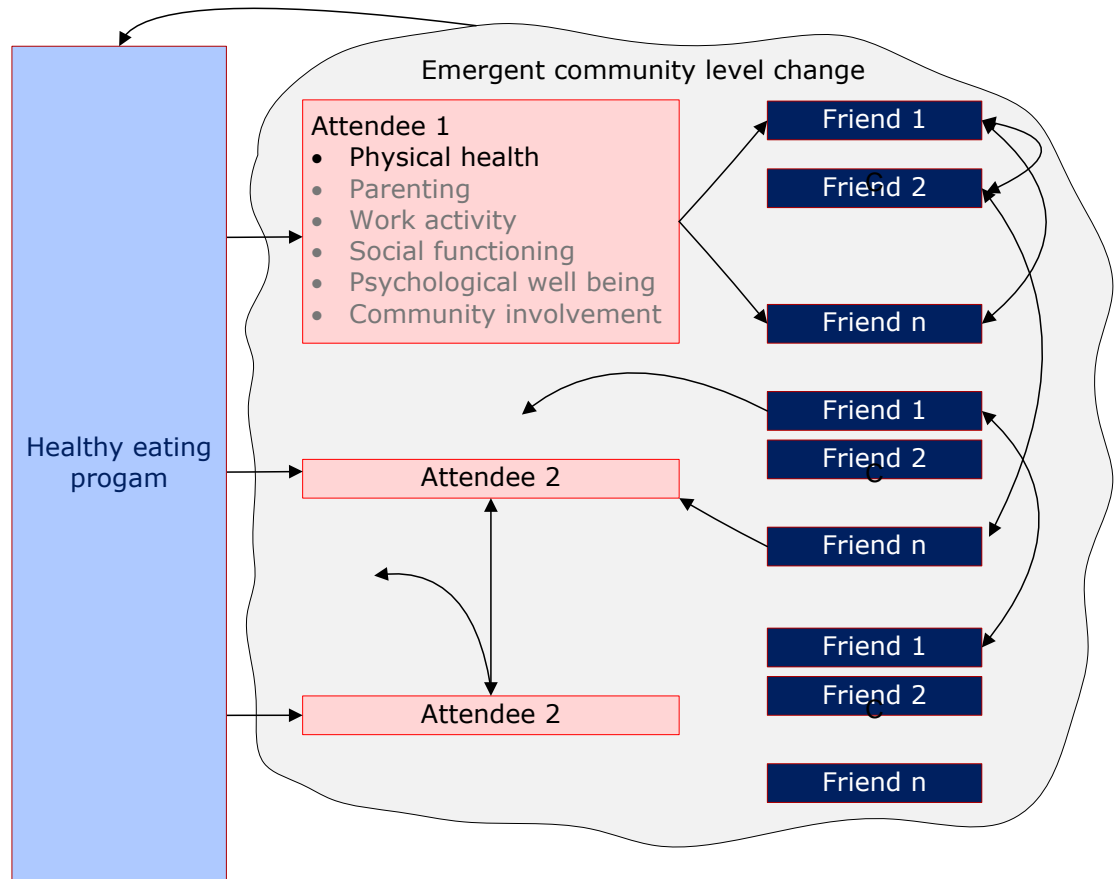 Emergent community level change
Attendee 1
• Physical health
• Parenting
• Work activity
• Social functioning
• Psychological well being
• Community involvement
Friend 1
Friend 2
C
Friend n
Healthy eating
progam
Friend 1
Friend 2
C
Attendee 2
Friend n
Friend 1
Friend 2
C
Attendee 2
Friend n